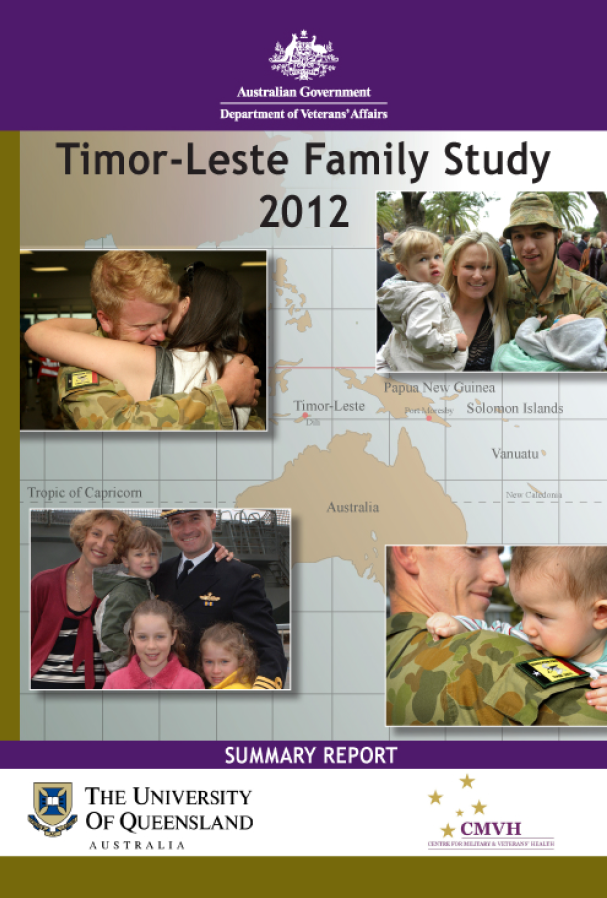 Australian Government
Department of Veterans' Affairs
Timor-Leste Family Study
2012
Papua New Guinea
Timor-Leste
Port Moresby
Solomon Islands
Dili
Vanuatu
Tropic of Capricorn
New Caledonia
Australia
SUMMARY REPORT
THE UNIVERSITY
OF QUEENSLAND
AUSTRALIA
CMVH
CENTRE FOR MILITARY & VETERANS' HEALTH